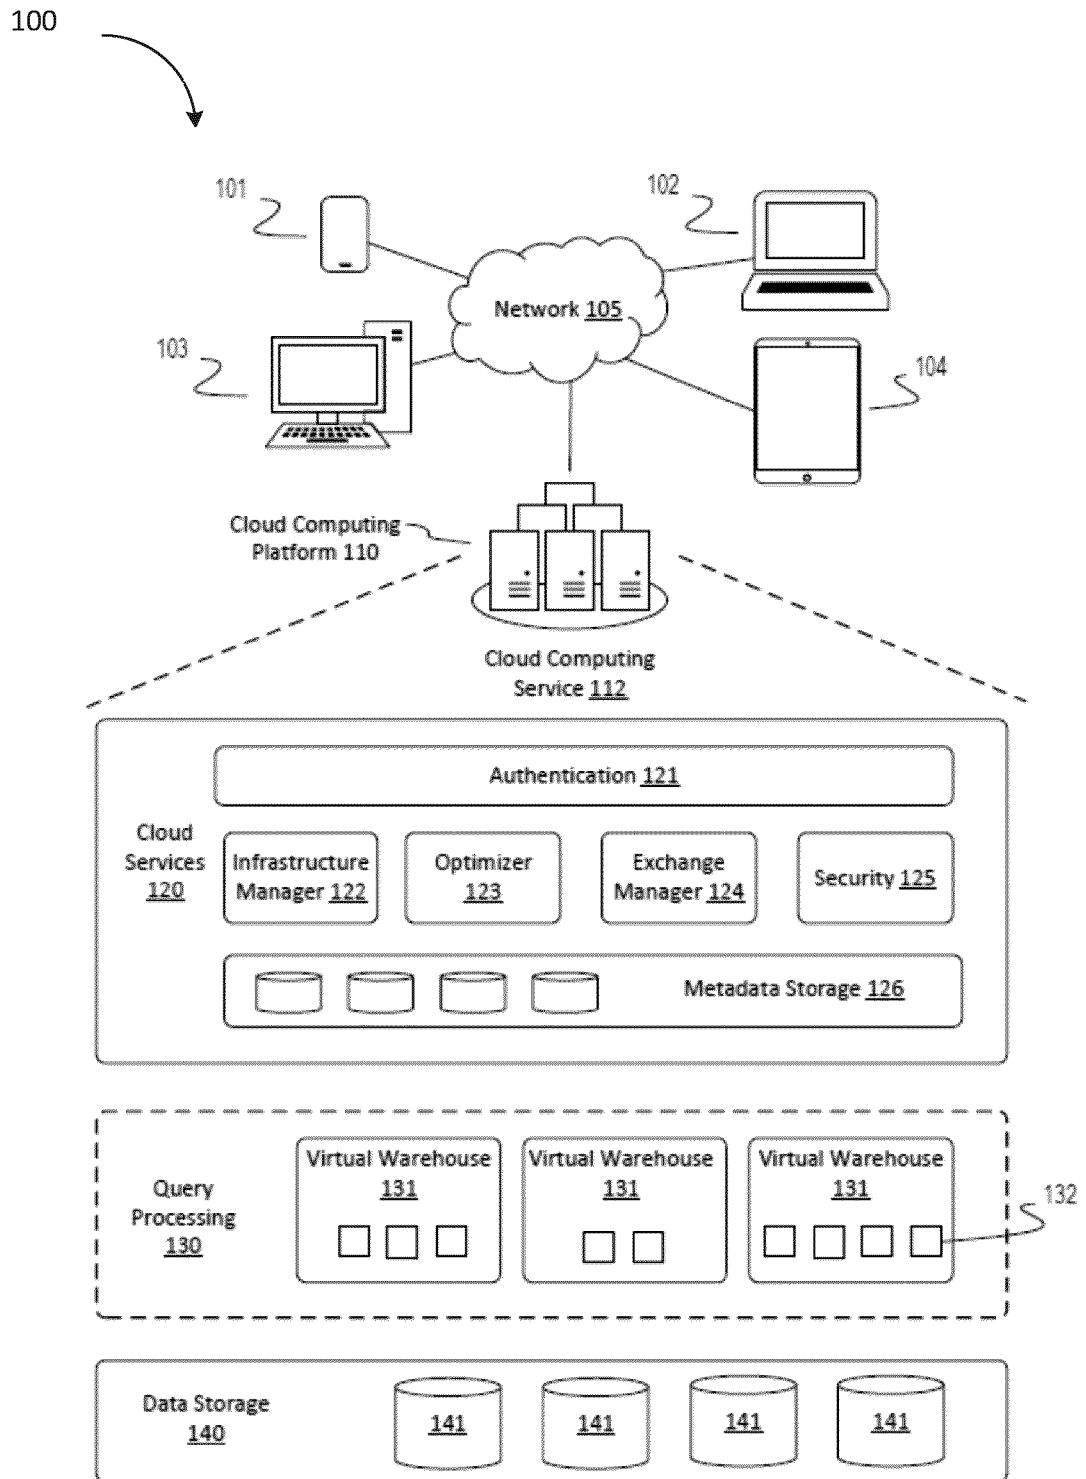 100
101
102
Network 105
103
104
Cloud Computing
Platform 110
Cloud Computing
Service 112
Authentication 121
Cloud
Services
120
Infrastructure
Manager 122
Optimizer
123
Exchange
Manager 124
Security 125
Metadata Storage 126
Query
Processing
130
Virtual Warehouse
131
Virtual Warehouse
131
Virtual Warehouse
131
132
Data Storage
140
141
141
141
141